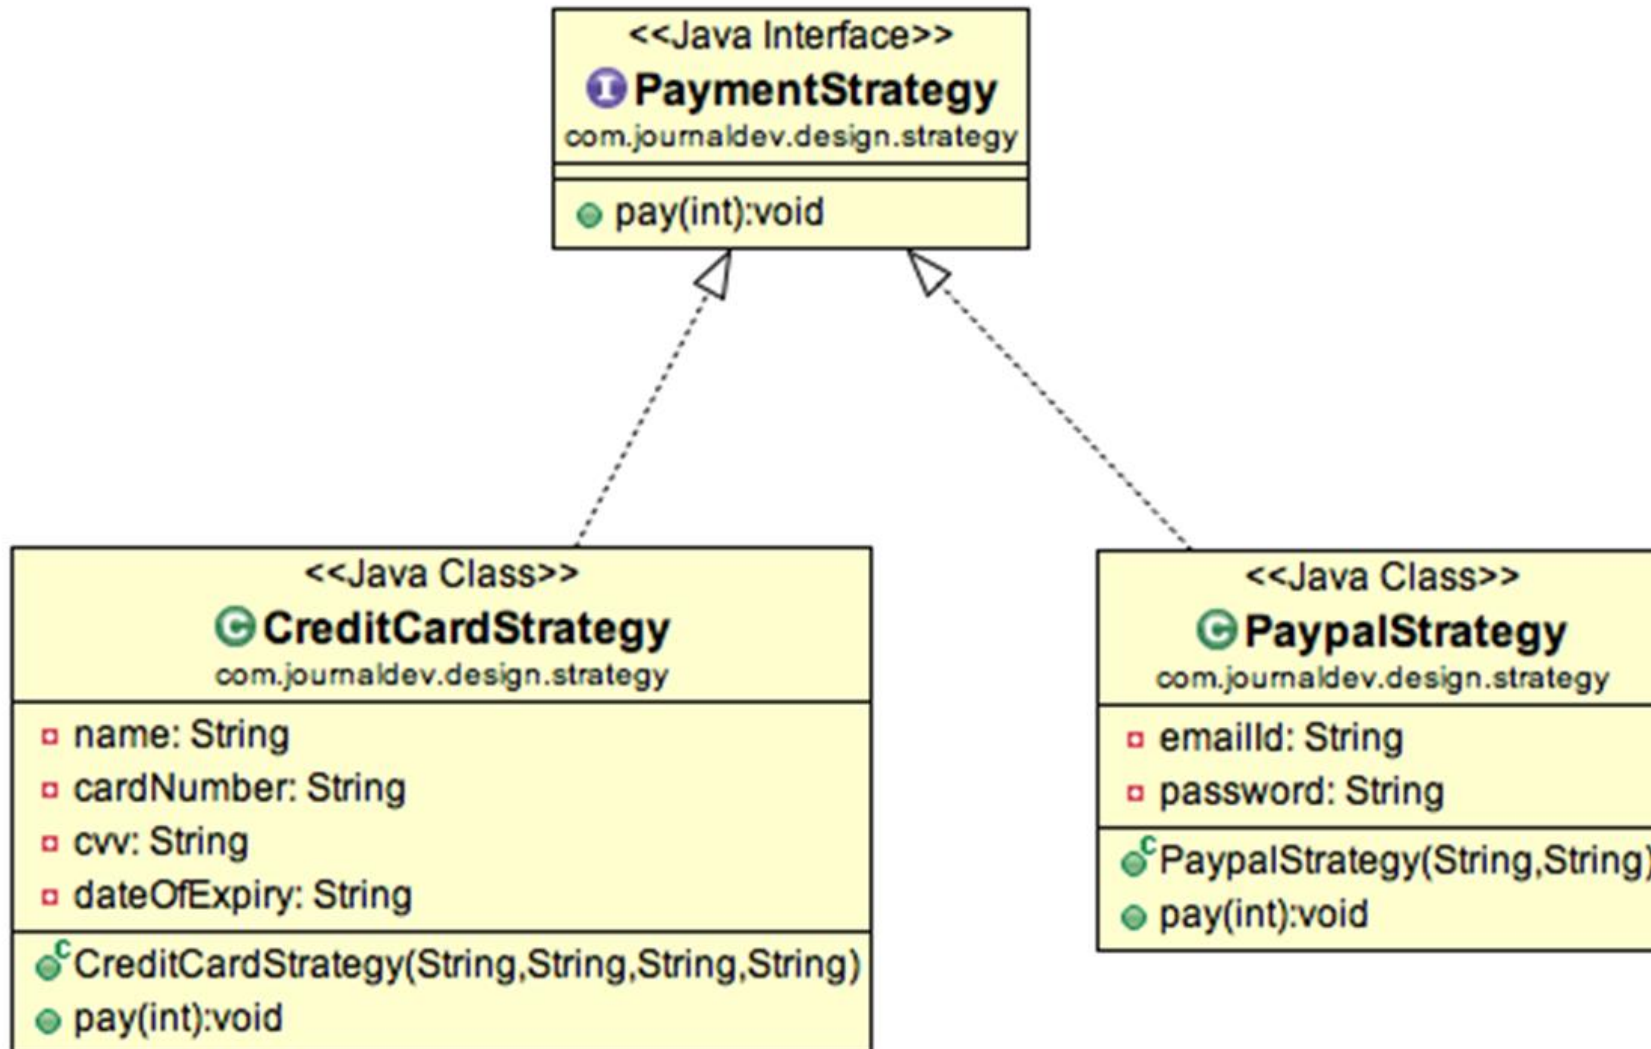 <<Java Interface>>
PaymentStrategy
com.journaldev.design.strategy
pay(int):void
<<Java Class>>
CreditCardStrategy
com.journaldev.design.strategy
name: String
cardNumber: String
cvv: String
dateOfExpiry: String
CreditCardStrategy(String,String,String,String)
pay(int):void
<<Java Class>>
PaypalStrategy
com.journaldev.design.strategy
emailId: String
password: String
PaypalStrategy(String,String)
pay(int):void